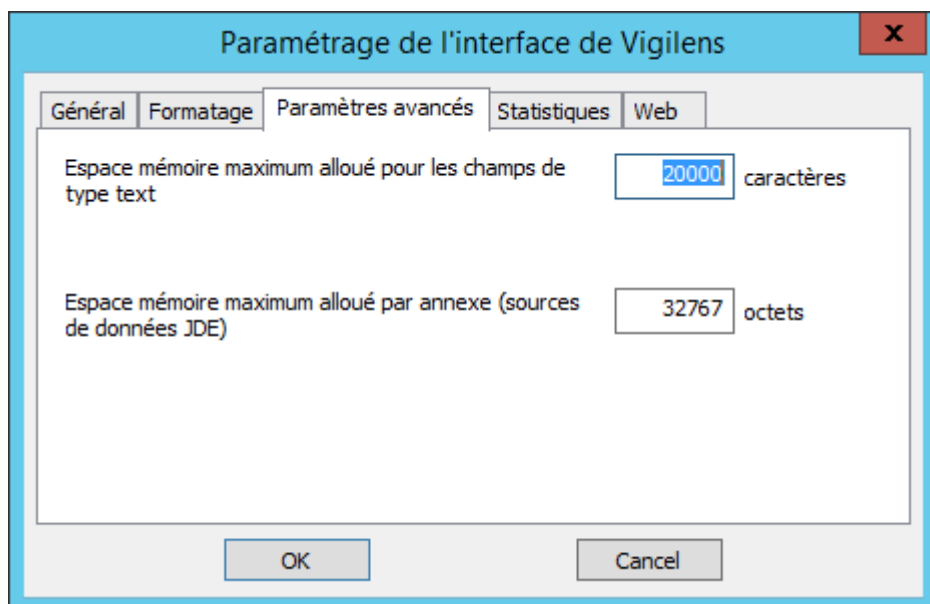 Paramétrage de l'interface de Vigilens
x
Général Formatage Paramètres avancés Statistiques Web
Espace mémoire maximum alloué pour les champs de
type text
20000 caractères
Espace mémoire maximum alloué par annexe (sources
de données JDE)
32767 octets
OK Cancel